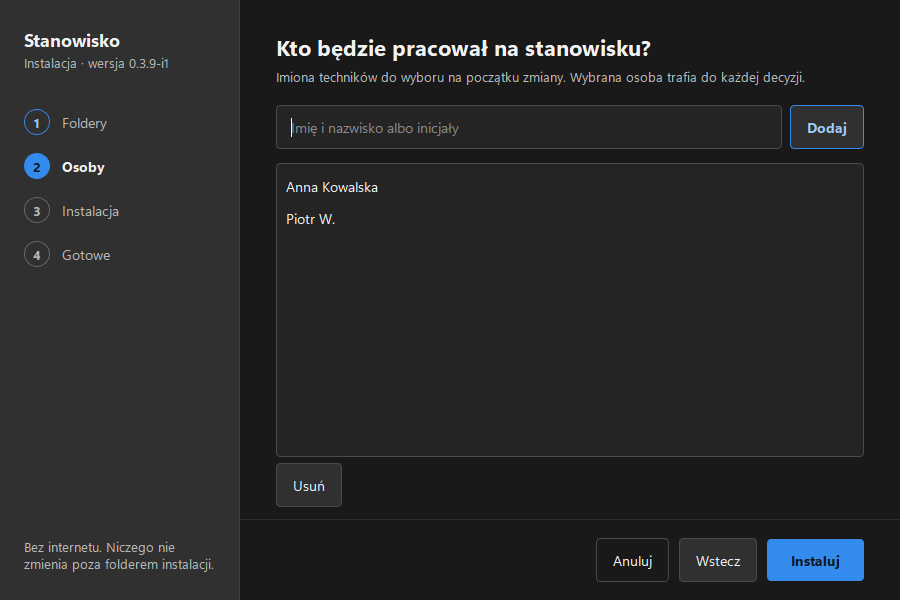 Stanowisko
Instalacja · wersja 0.3.9-i1
1 Foldery
2 Osoby
3 Instalacja
4 Gotowe
Bez internetu. Niczego nie
zmienia poza folderem instalacji.
Kto będzie pracował na stanowisku?
Imiona techników do wyboru na początku zmiany. Wybrana osoba trafia do każdej decyzji.
Imię i nazwisko albo inicjały
Dodaj
Anna Kowalska
Piotr W.
Usuń
Anuluj
Wstecz
Instaluj